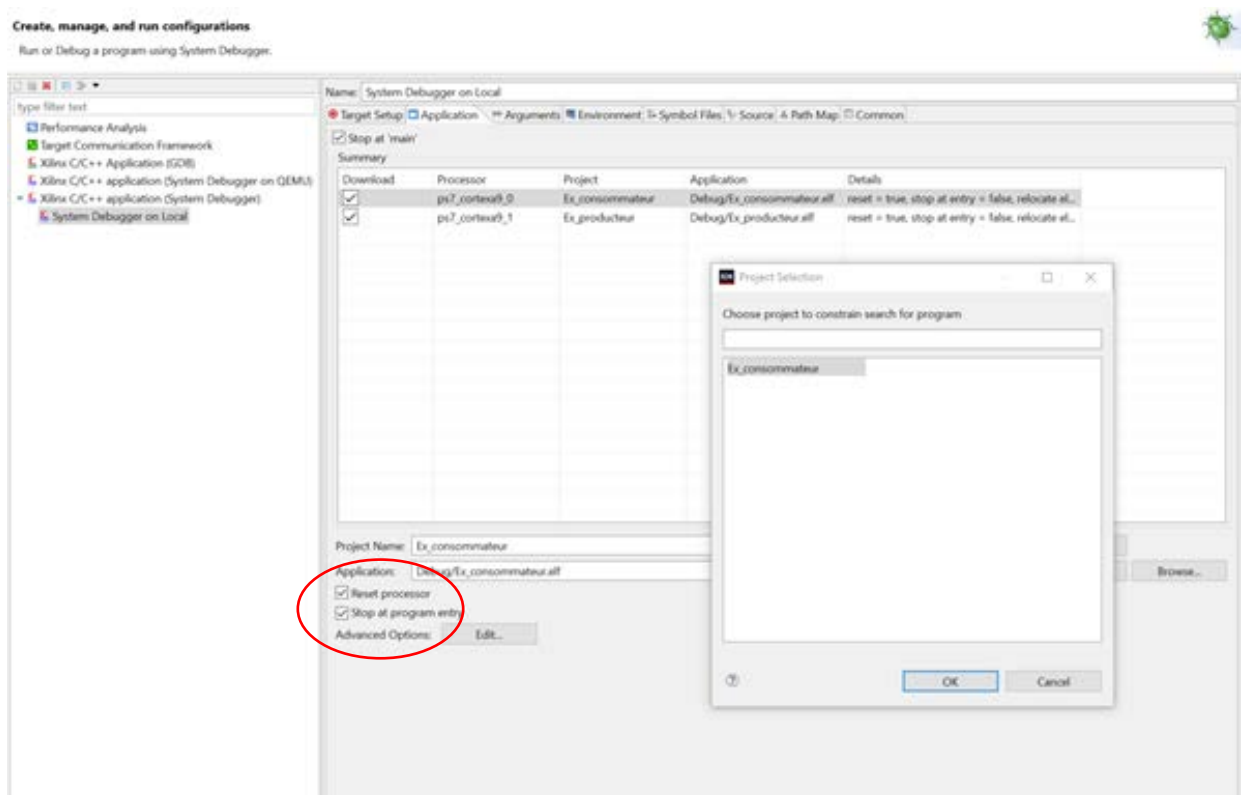 Create, manage, and run configurations
Run or Debug a program using System Debugger.
type filter text
Performance Analysis
Target Communication Framework
Xilinx C/C++ Application (GDB)
Xilinx C/C++ application (System Debugger on QEMU)
Xilinx C/C++ application (System Debugger)
System Debugger on Local
Name: System Debugger on Local
Target Setup Application Arguments Environment Symbol Files Source Path Map Common
Stop at 'main'
Summary
Download Processor Project Application Details
ps7_cortexa9_0 Ex_consommateur Debug/Ex_consommateur.elf reset = true, stop at entry = false, relocate el...
ps7_cortexa9_1 Ex_producteur Debug/Ex_producteur.elf reset = true, stop at entry = false, relocate el...
Project Selection
Choose project to constrain search for program
Ex_consommateur
OK Cancel
Project Name: Ex_consommateur
Application: Debug/Ex_consommateur.elf Browse...
Reset processor
Stop at program entry
Advanced Options: Edit...